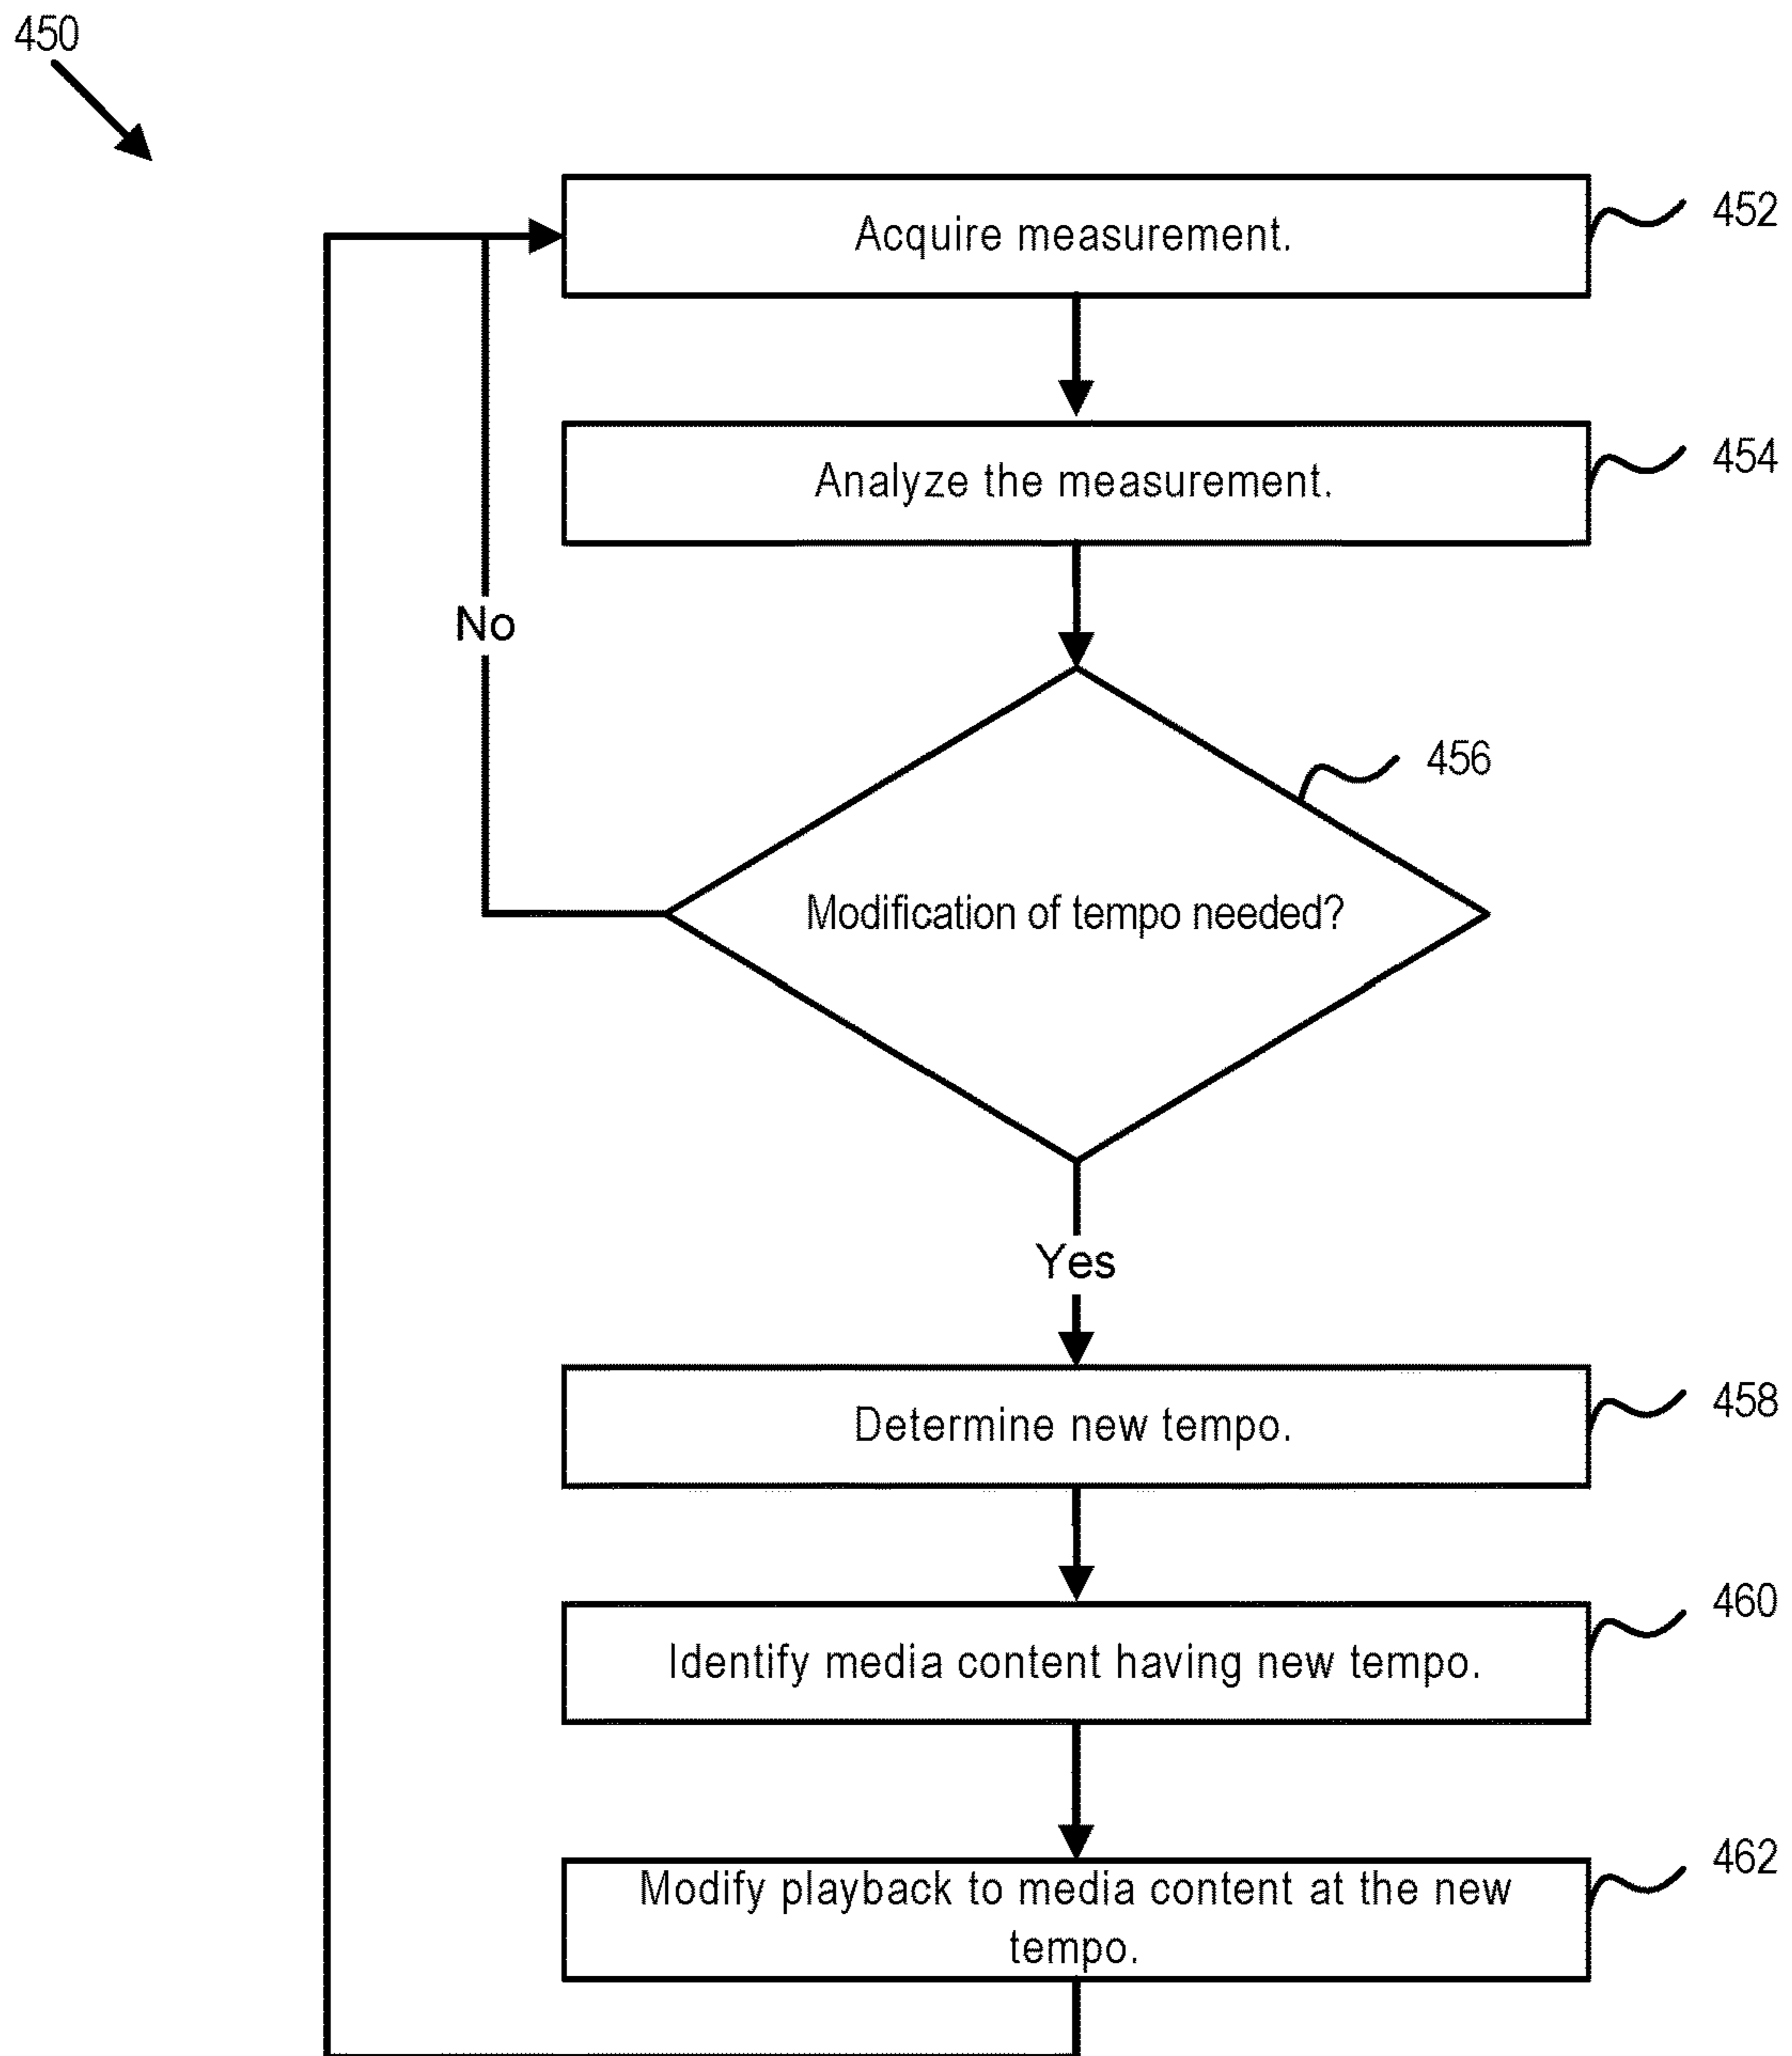 450
Acquire measurement.
452
Analyze the measurement.
454
No
456
Modification of tempo needed?
Yes
Determine new tempo.
458
Identify media content having new tempo.
460
Modify playback to media content at the new
tempo.
462